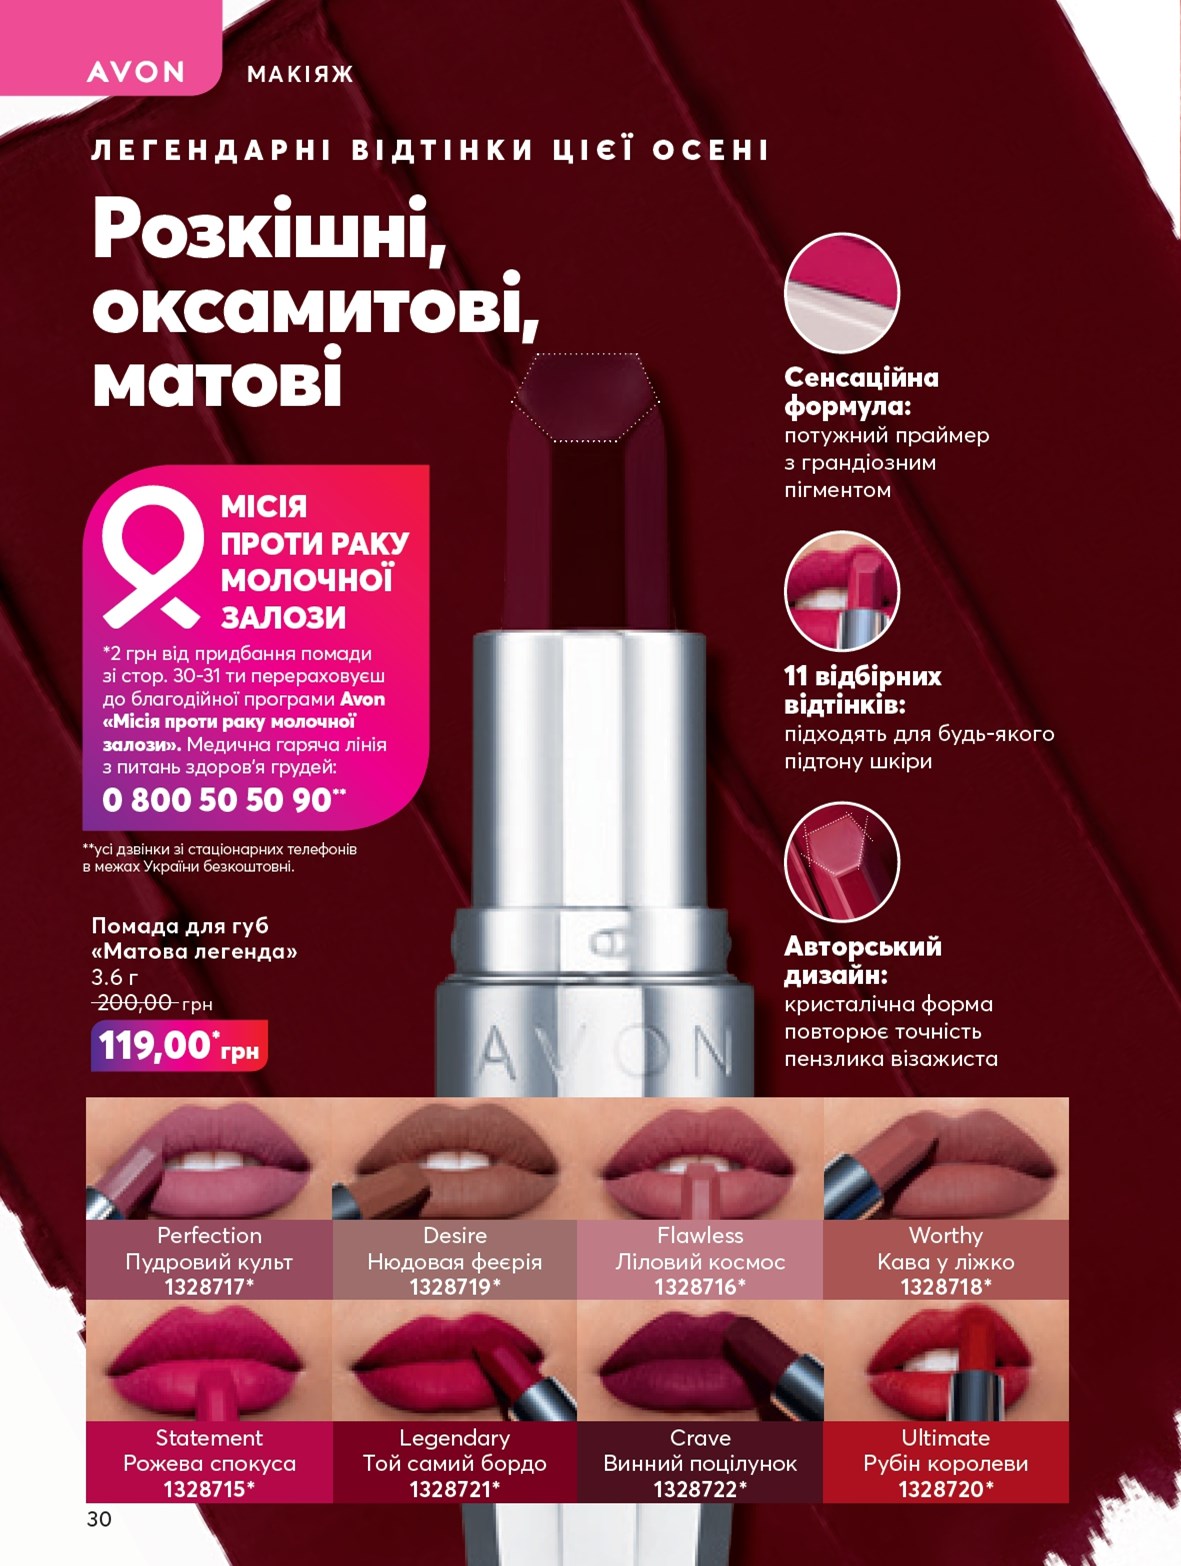 AVON
МАКІЯЖ
ЛЕГЕНДАРНІ ВІДТІНКИ ЦІЄЇ ОСЕНІ
Розкішні,
оксамитові,
матові
МІСІЯ
ПРОТИ РАКУ
МОЛОЧНОЇ
ЗАЛОЗИ
*2 грн від придбання помади
зі стор. 30-31 ти перераховуєш
до благодійної програми Avon
«Місія проти раку молочної
залози». Медична гаряча лінія
з питань здоров’я грудей:
0 800 50 50 90**
**усі дзвінки зі стаціонарних телефонів
в межах України безкоштовні.
Помада для губ
«Матова легенда»
3.6 г
200,00 грн
119,00* грн
Сенсаційна
формула:
потужний праймер
з грандіозним
пігментом
11 відбірних
відтінків:
підходять для будь-якого
підтону шкіри
Авторський
дизайн:
кристалічна форма
повторює точність
пензлика візажиста
AVON
Perfection
Пудровий культ
1328717*
Desire
Нюдовая феєрія
1328719*
Flawless
Ліловий космос
1328716*
Worthy
Кава у ліжко
1328718*
Statement
Рожева спокуса
1328715*
Legendary
Той самий бордо
1328721*
Crave
Винний поцілунок
1328722*
Ultimate
Рубін королеви
1328720*
30